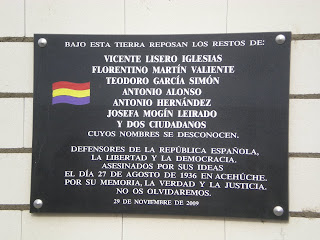 BAJO ESTA TIERRA REPOSAN LOS RESTOS DE:
VICENTE LISERO IGLESIAS
FLORENTINO MARTÍN VALIENTE
TEODORO GARCÍA SIMÓN
ANTONIO ALONSO
ANTONIO HERNÁNDEZ
JOSEFA MOGÍN LEIRADO
Y DOS CIUDADANOS
CUYOS NOMBRES SE DESCONOCEN.
DEFENSORES DE LA REPÚBLICA ESPAÑOLA,
LA LIBERTAD Y LA DEMOCRACIA.
ASESINADOS POR SUS IDEAS
EL DÍA 27 DE AGOSTO DE 1936 EN ACEHÚCHE.
POR SU MEMORIA, LA VERDAD Y LA JUSTICIA.
NO OS OLVIDAREMOS.
29 DE NOVIEMBRE DE 2009